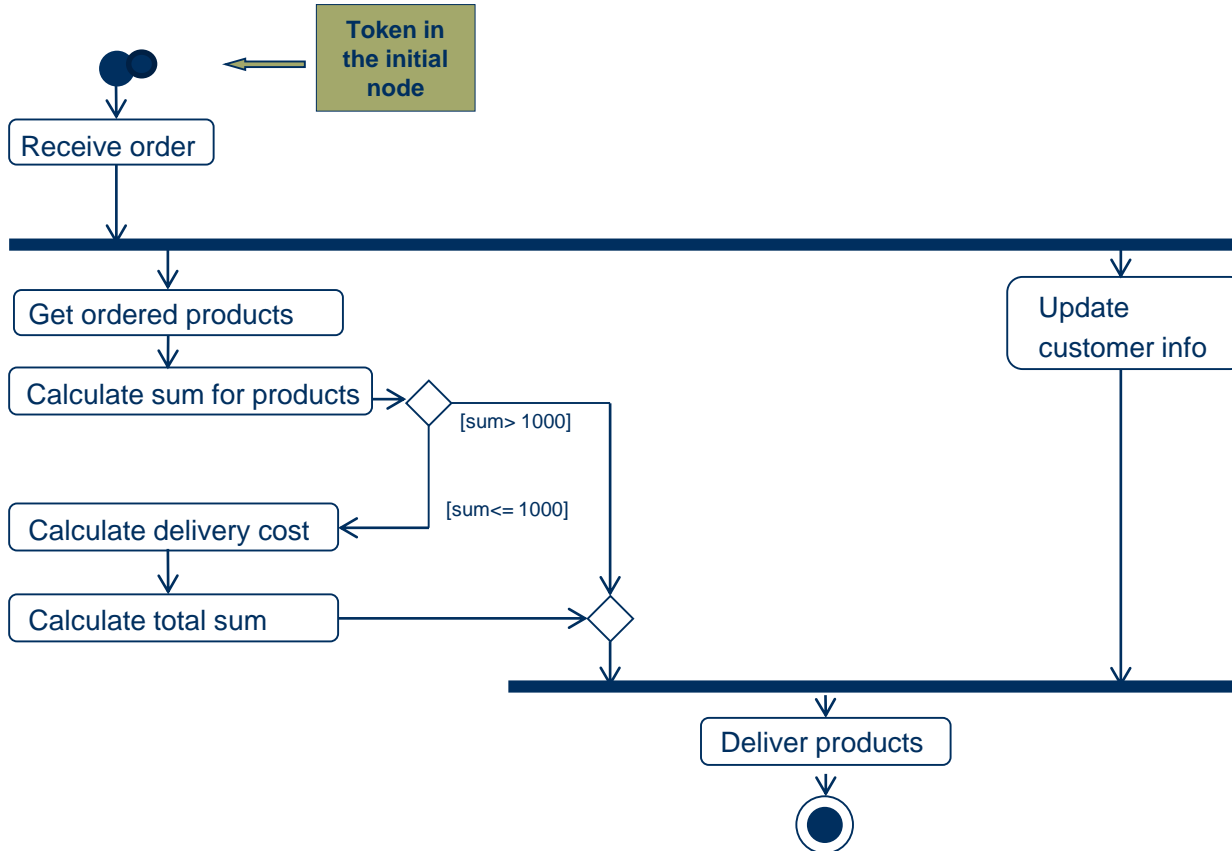 Token in
the initial
node
Receive order
Get ordered products
Update
customer info
Calculate sum for products
[sum> 1000]
[sum<= 1000]
Calculate delivery cost
Calculate total sum
Deliver products